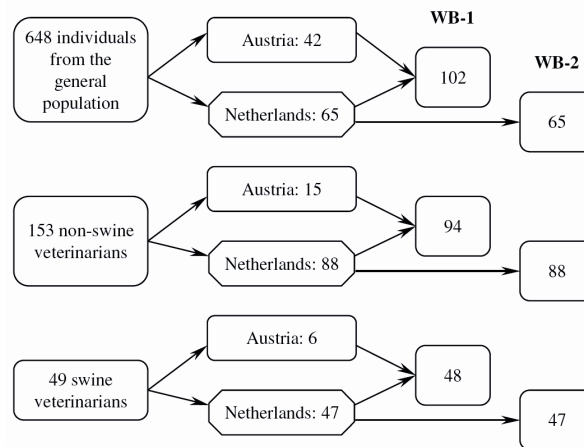 WB-1
WB-2
648 individuals
from the
general
population
Austria: 42
Netherlands: 65
102
65
153 non-swine
veterinarians
Austria: 15
Netherlands: 88
94
88
49 swine
veterinarians
Austria: 6
Netherlands: 47
48
47